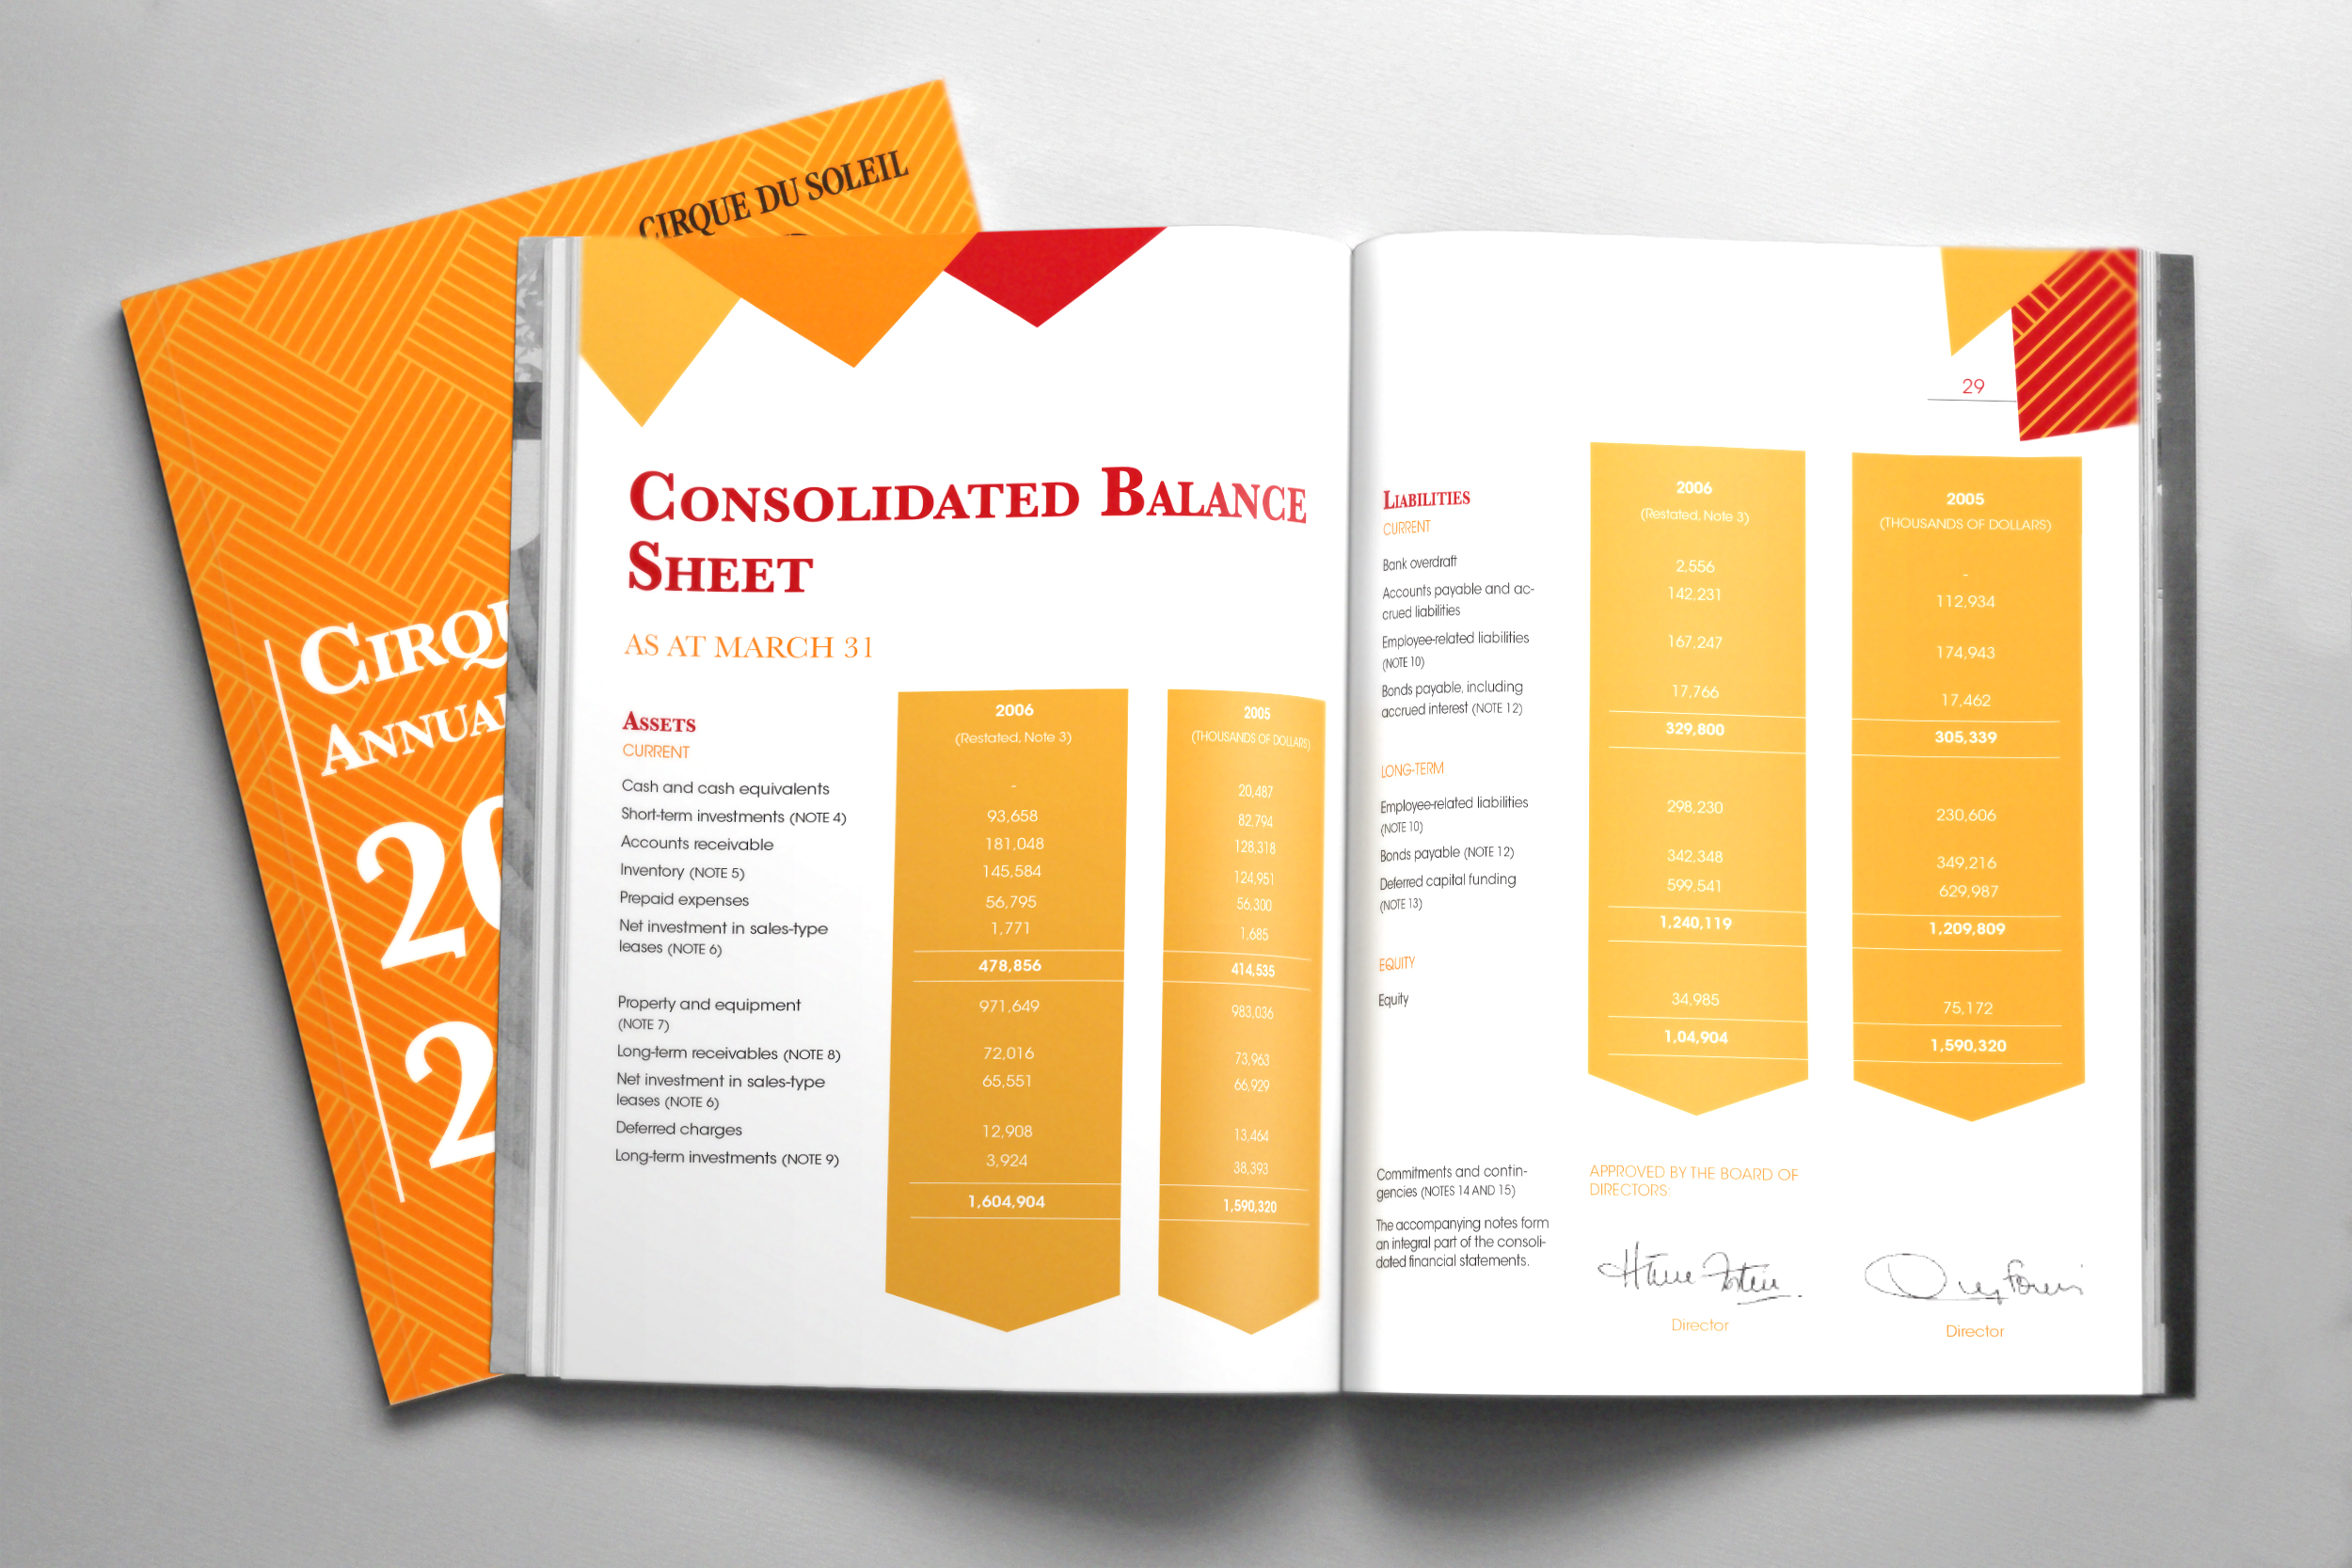 CIRQUE DU SOLEIL
CIRQU
ANNUAL
20
2
CONSOLIDATED BALANCE
SHEET
AS AT MARCH 31
ASSETS
CURRENT
2006
(Restated, Note 3)
2005
(THOUSANDS OF DOLLARS)
Cash and cash equivalents - 20,487
Short-term investments (NOTE 4) 93,658 82,794
Accounts receivable 181,048 128,318
Inventory (NOTE 5) 145,584 124,951
Prepaid expenses 56,795 56,300
Net investment in sales-type 1,771 1,685
leases (NOTE 6)
478,856 414,535
Property and equipment 971,649 983,036
(NOTE 7)
Long-term receivables (NOTE 8) 72,016 73,963
Net investment in sales-type 65,551 66,929
leases (NOTE 6)
Deferred charges 12,908 13,464
Long-term investments (NOTE 9) 3,924 38,393
1,604,904 1,590,320
29
LIABILITIES
CURRENT
2006
(Restated, Note 3)
2005
(THOUSANDS OF DOLLARS)
Bank overdraft 2,556 -
Accounts payable and ac- 142,231 112,934
crued liabilities
Employee-related liabilities 167,247 174,943
(NOTE 10)
Bonds payable, including 17,766 17,462
accrued interest (NOTE 12)
329,800 305,339
LONG-TERM
Employee-related liabilities 298,230 230,606
(NOTE 10)
Bonds payable (NOTE 12) 342,348 349,216
Deferred capital funding 599,541 629,987
(NOTE 13)
1,240,119 1,209,809
EQUITY
Equity 34,985 75,172
1,04,904 1,590,320
Commitments and contin-
gencies (NOTES 14 AND 15)
The accompanying notes form
an integral part of the consoli-
dated financial statements.
APPROVED BY THE BOARD OF
DIRECTORS:
Director
Director